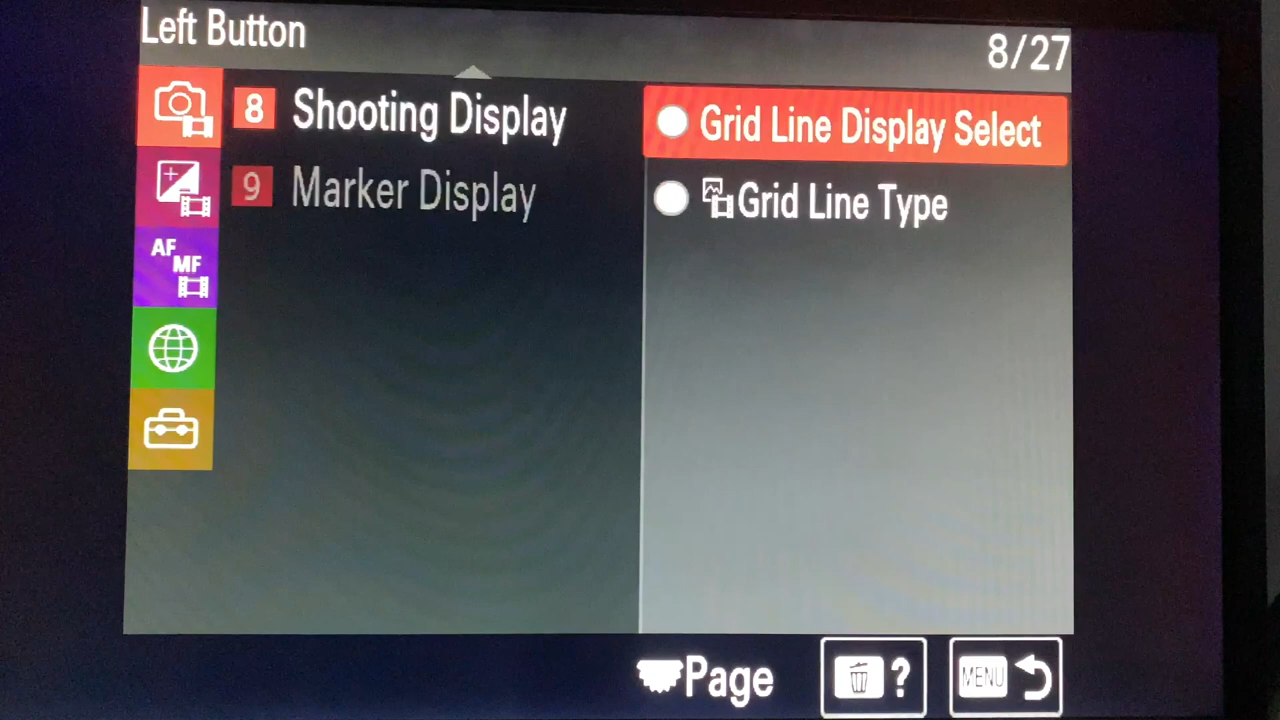 Left Button
8/27
8 Shooting Display
9 Marker Display
AF
MF
Grid Line Display Select
Grid Line Type
Page
?
MENU